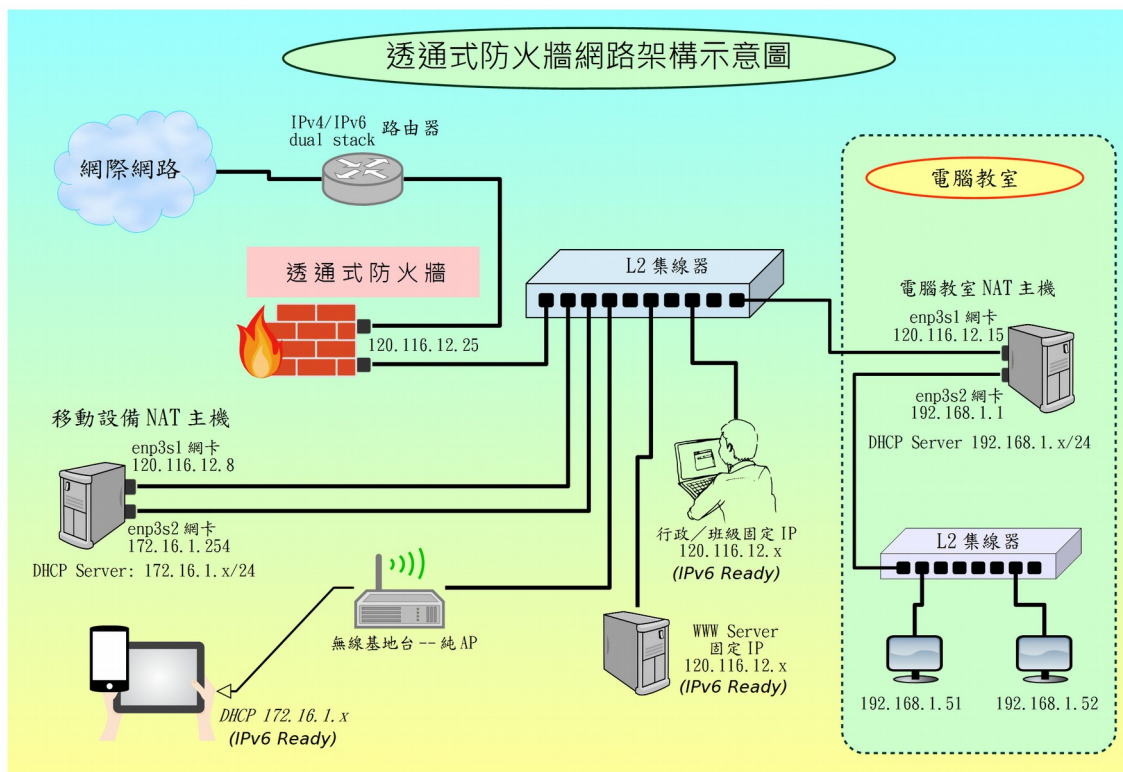 透通式防火牆網路架構示意圖
網際網路
IPv4/IPv6
dual stack
路由器
透通式防火牆
120.116.12.25
L2 集線器
電腦教室
電腦教室 NAT 主機
enp3s1 網卡
120.116.12.15
enp3s2 網卡
192.168.1.1
DHCP Server 192.168.1.x/24
L2 集線器
192.168.1.51
192.168.1.52
移動設備 NAT 主機
enp3s1 網卡
120.116.12.8
enp3s2 網卡
172.16.1.254
DHCP Server: 172.16.1.x/24
無線基地台 -- 純 AP
DHCP 172.16.1.x
(IPv6 Ready)
行政／班級固定 IP
120.116.12.x
(IPv6 Ready)
WWW Server
固定 IP
120.116.12.x
(IPv6 Ready)